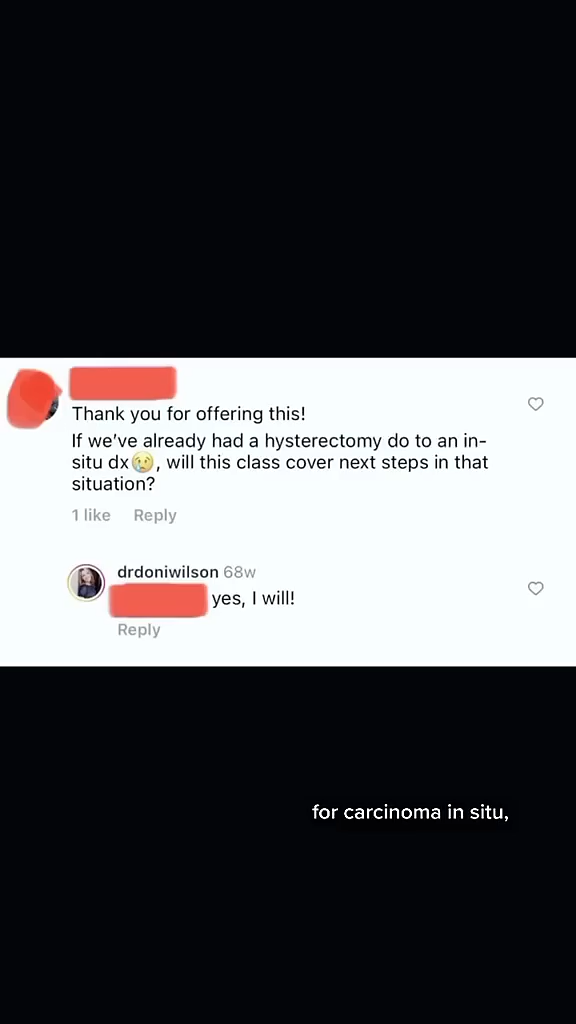 Thank you for offering this!
If we've already had a hysterectomy do to an in-
situ dx😢, will this class cover next steps in that
situation?
1 like Reply
drdoniwilson 68w
yes, I will!
Reply
for carcinoma in situ,